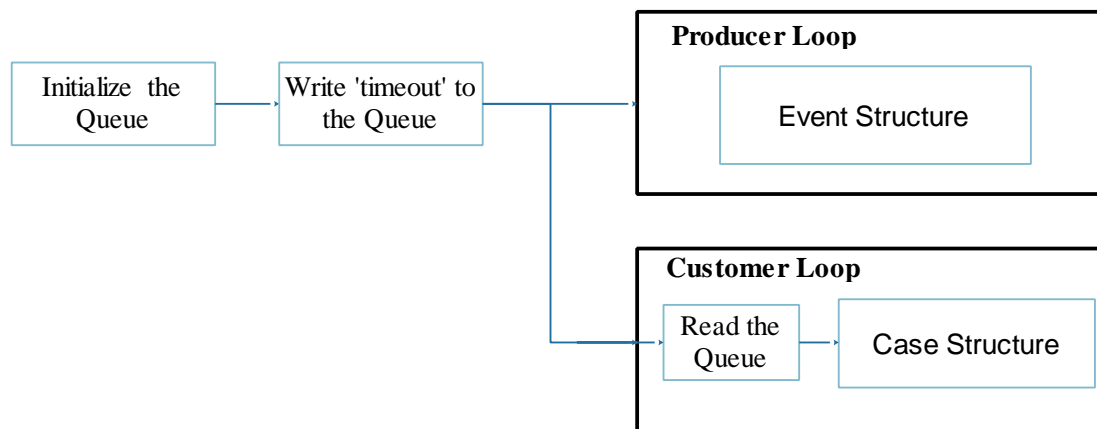 Producer Loop
Initialize the
Queue
Write 'timeout' to
the Queue
Event Structure
Customer Loop
Read the
Queue
Case Structure